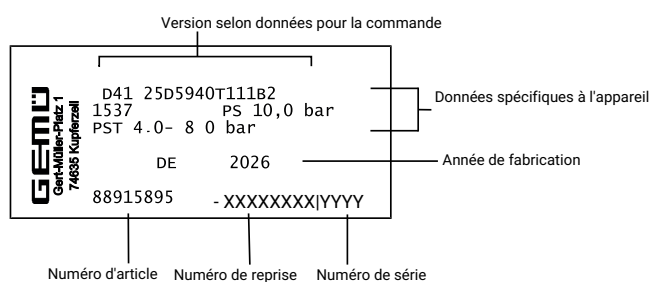 Version selon données pour la commande
GEMÜ
Gert-Müller-Platz 1
74635 Kupferzell
D41 25D5940T111B2
1537 PS 10,0 bar
PST 4.0- 8 0 bar
Données spécifiques à l'appareil
DE 2026
Année de fabrication
88915895 -XXXXXXXX|YYYY
Numéro d'article Numéro de reprise Numéro de série